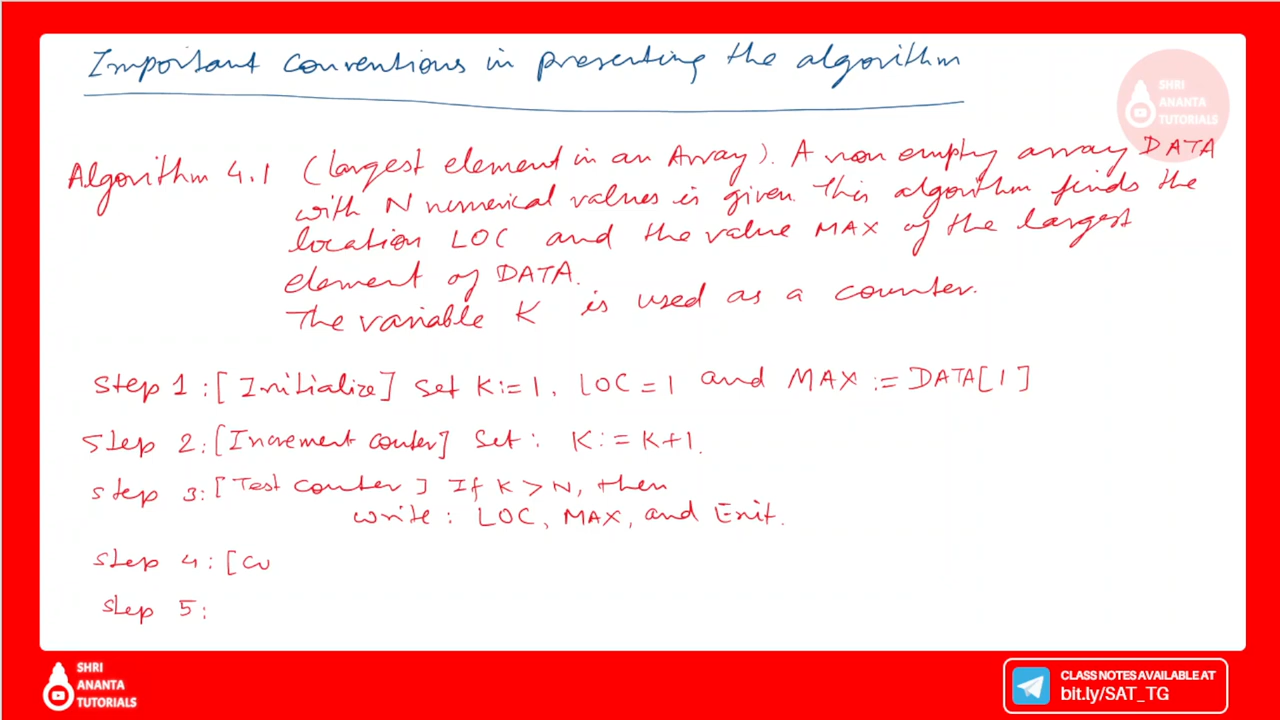 Important conventions in presenting the algorithm
SHRI
ANANTA
TUTORIALS
Algorithm 4.1 (largest element in an Array). A non empty array DATA
with N numerical values is given. This algorithm finds the
location LOC and the value MAX of the largest
element of DATA.
The variable K is used as a counter.
Step 1: [Initialize] Set K:=1, LOC=1 and MAX := DATA[1]
Step 2: [Increment conter] Set: K:= K+1.
Step 3: [Test counter] If K > N, then
write: LOC, MAX, and Exit.
Step 4: [Co
Step 5:
SHRI
ANANTA
TUTORIALS
CLASS NOTES AVAILABLE AT
bit.ly/SAT_TG